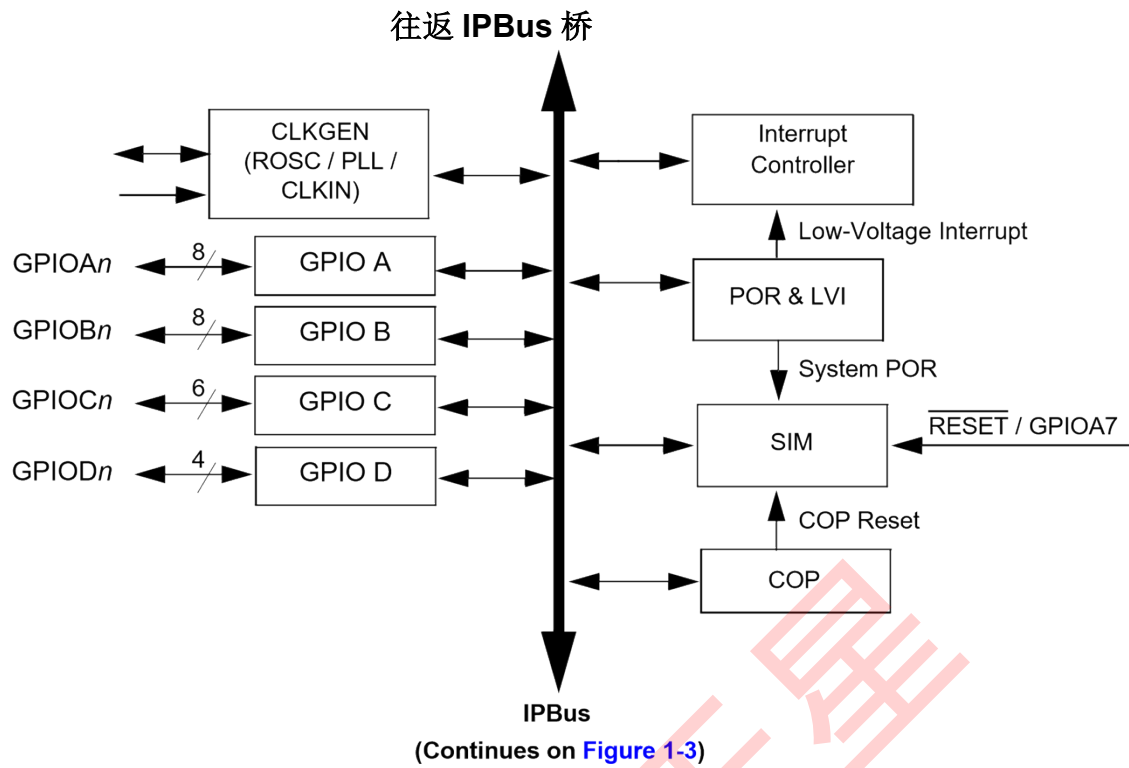 往返 IPBus 桥
CLKGEN
(ROSC / PLL /
CLKIN)
GPIOAn
8
GPIO A
GPIOBn
8
GPIO B
GPIOCn
6
GPIO C
GPIODn
4
GPIO D
Interrupt
Controller
Low-Voltage Interrupt
POR & LVI
System POR
SIM
RESET / GPIOA7
COP Reset
COP
IPBus
(Continues on Figure 1-3)